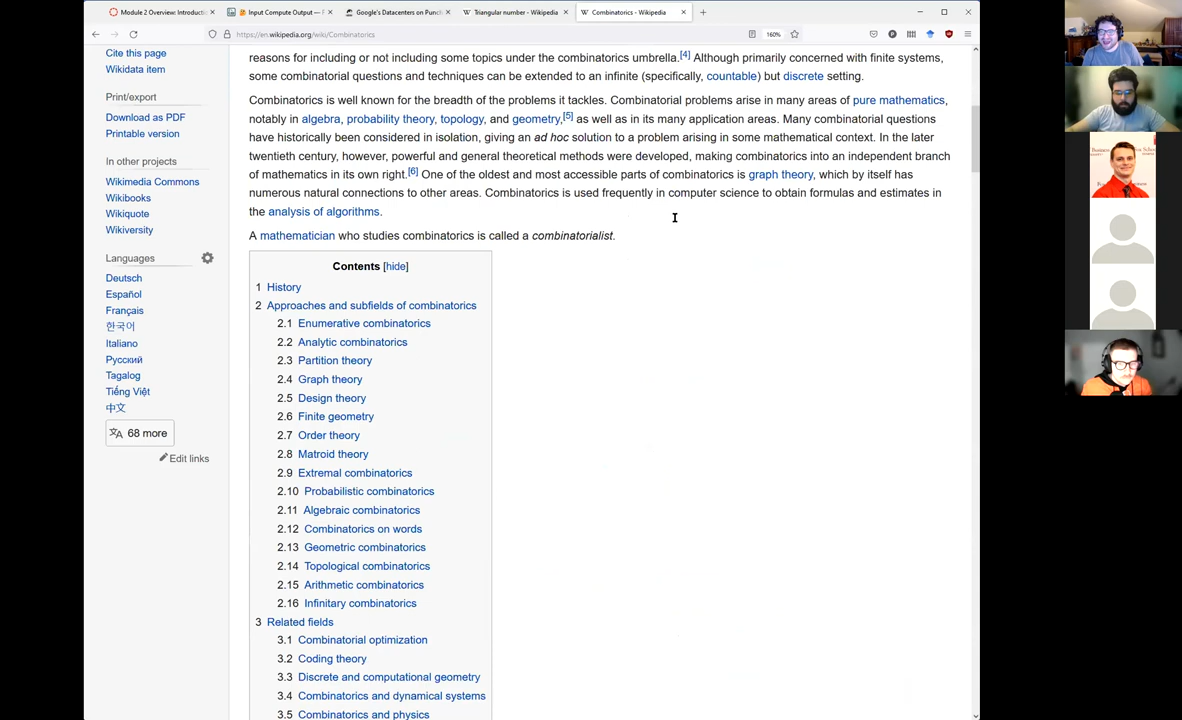 Module 2 Overview: Introductic
Input Compute Output — F
Google's Datacenters on Punch
Triangular number - Wikipedia
Combinatorics - Wikipedia
https://en.wikipedia.org/wiki/Combinatorics
160%
Cite this page
Wikidata item
Print/export
Download as PDF
Printable version
In other projects
Wikimedia Commons
Wikibooks
Wikiquote
Wikiversity
Languages
Deutsch
Español
Français
한국어
Italiano
Русский
Tagalog
Tiếng Việt
中文
68 more
Edit links
reasons for including or not including some topics under the combinatorics umbrella.[4] Although primarily concerned with finite systems,
some combinatorial questions and techniques can be extended to an infinite (specifically, countable) but discrete setting.
Combinatorics is well known for the breadth of the problems it tackles. Combinatorial problems arise in many areas of pure mathematics,
notably in algebra, probability theory, topology, and geometry,[5] as well as in its many application areas. Many combinatorial questions
have historically been considered in isolation, giving an ad hoc solution to a problem arising in some mathematical context. In the later
twentieth century, however, powerful and general theoretical methods were developed, making combinatorics into an independent branch
of mathematics in its own right.[6] One of the oldest and most accessible parts of combinatorics is graph theory, which by itself has
numerous natural connections to other areas. Combinatorics is used frequently in computer science to obtain formulas and estimates in
the analysis of algorithms.
A mathematician who studies combinatorics is called a combinatorialist.
Contents [hide]
1 History
2 Approaches and subfields of combinatorics
2.1 Enumerative combinatorics
2.2 Analytic combinatorics
2.3 Partition theory
2.4 Graph theory
2.5 Design theory
2.6 Finite geometry
2.7 Order theory
2.8 Matroid theory
2.9 Extremal combinatorics
2.10 Probabilistic combinatorics
2.11 Algebraic combinatorics
2.12 Combinatorics on words
2.13 Geometric combinatorics
2.14 Topological combinatorics
2.15 Arithmetic combinatorics
2.16 Infinitary combinatorics
3 Related fields
3.1 Combinatorial optimization
3.2 Coding theory
3.3 Discrete and computational geometry
3.4 Combinatorics and dynamical systems
3.5 Combinatorics and physics